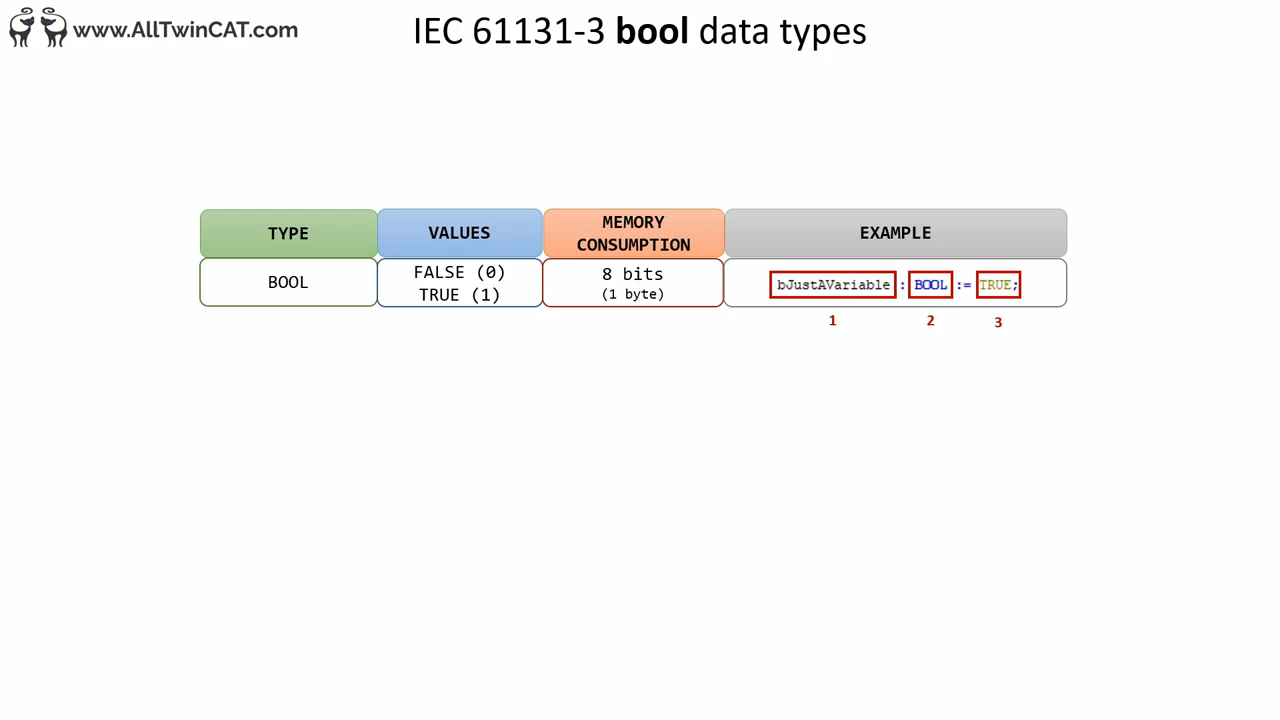 www.AllTwinCAT.com
IEC 61131-3 bool data types
TYPE
VALUES
MEMORY
CONSUMPTION
EXAMPLE
BOOL
FALSE (0)
TRUE (1)
8 bits
(1 byte)
bJustAVariable : BOOL := TRUE;
1 2 3